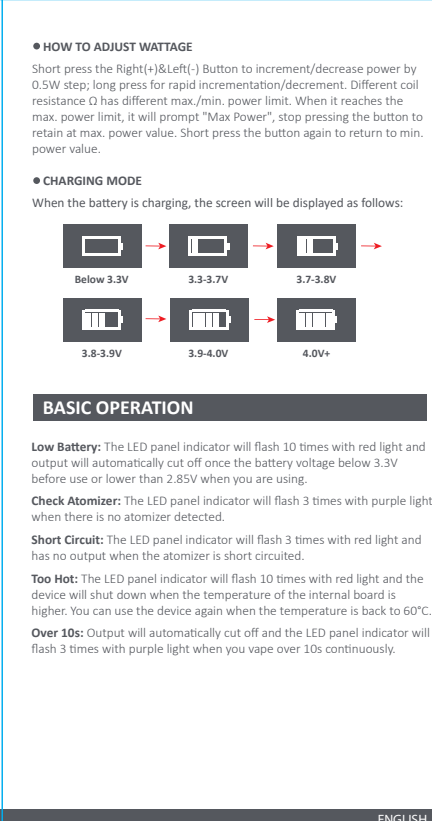 ● HOW TO ADJUST WATTAGE
Short press the Right(+)&Left(-) Button to increment/decrease power by
0.5W step; long press for rapid incrementation/decrement. Different coil
resistance Ω has different max./min. power limit. When it reaches the
max. power limit, it will prompt "Max Power", stop pressing the button to
retain at max. power value. Short press the button again to return to min.
power value.
● CHARGING MODE
When the battery is charging, the screen will be displayed as follows:
Below 3.3V 3.3-3.7V 3.7-3.8V
3.8-3.9V 3.9-4.0V 4.0V+
BASIC OPERATION
Low Battery: The LED panel indicator will flash 10 times with red light and
output will automatically cut off once the battery voltage below 3.3V
before use or lower than 2.85V when you are using.
Check Atomizer: The LED panel indicator will flash 3 times with purple light
when there is no atomizer detected.
Short Circuit: The LED panel indicator will flash 3 times with red light and
has no output when the atomizer is short circuited.
Too Hot: The LED panel indicator will flash 10 times with red light and the
device will shut down when the temperature of the internal board is
higher. You can use the device again when the temperature is back to 60°C.
Over 10s: Output will automatically cut off and the LED panel indicator will
flash 3 times with purple light when you vape over 10s continuously.
ENGLISH